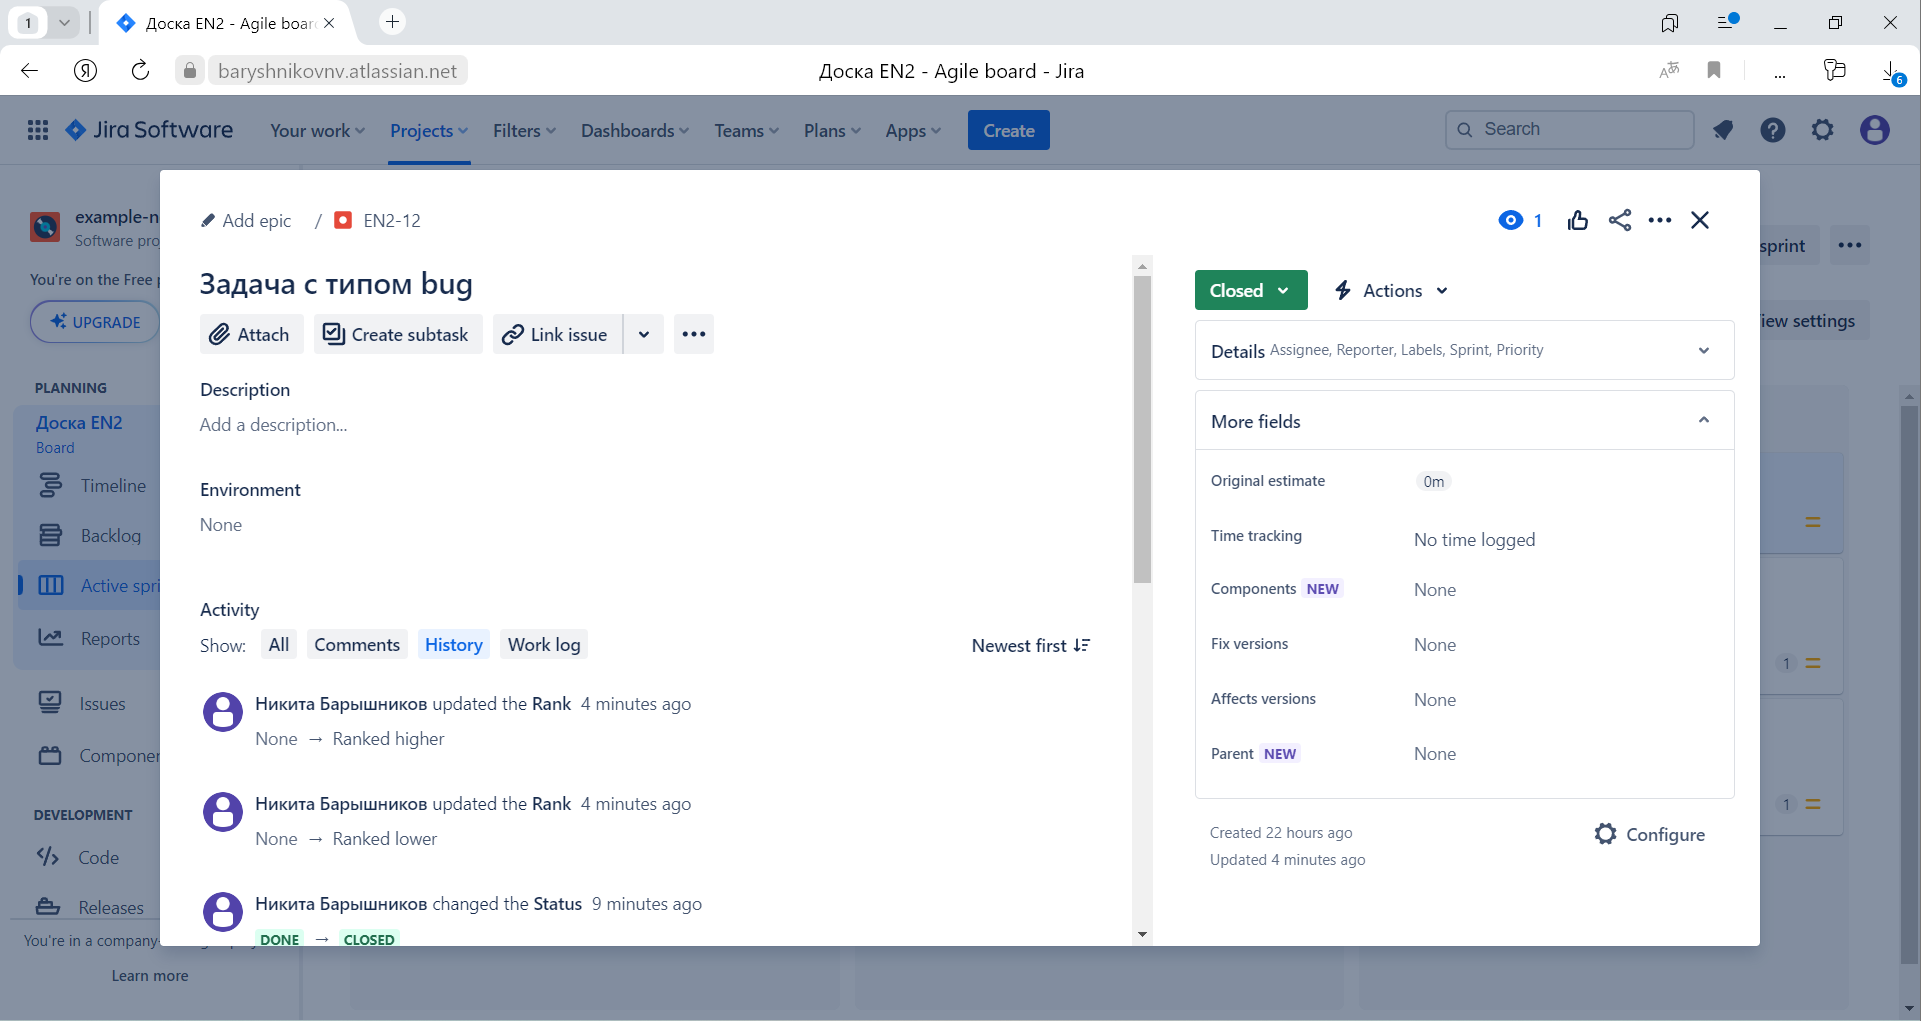 1
Доска EN2 - Agile boar
baryshnikovnv.atlassian.net
Доска EN2 - Agile board - Jira
6
Jira Software
Your work
Projects
Filters
Dashboards
Teams
Plans
Apps
Create
Search
example-n
Software proj
You're on the Free p
UPGRADE
PLANNING
Доска EN2
Board
Timeline
Backlog
Active spri
Reports
Issues
Componen
DEVELOPMENT
Code
Releases
You're in a company-
Learn more
Add epic / EN2-12
1
Задача с типом bug
Attach
Create subtask
Link issue
Description
Add a description...
Environment
None
Activity
Show: All Comments History Work log
Newest first
Никита Барышников updated the Rank 4 minutes ago
None → Ranked higher
Никита Барышников updated the Rank 4 minutes ago
None → Ranked lower
Никита Барышников changed the Status 9 minutes ago
DONE → CLOSED
Closed
Actions
Details Assignee, Reporter, Labels, Sprint, Priority
More fields
Original estimate 0m
Time tracking No time logged
Components NEW None
Fix versions None
Affects versions None
Parent NEW None
Created 22 hours ago
Updated 4 minutes ago
Configure
sprint
iew settings
1
1